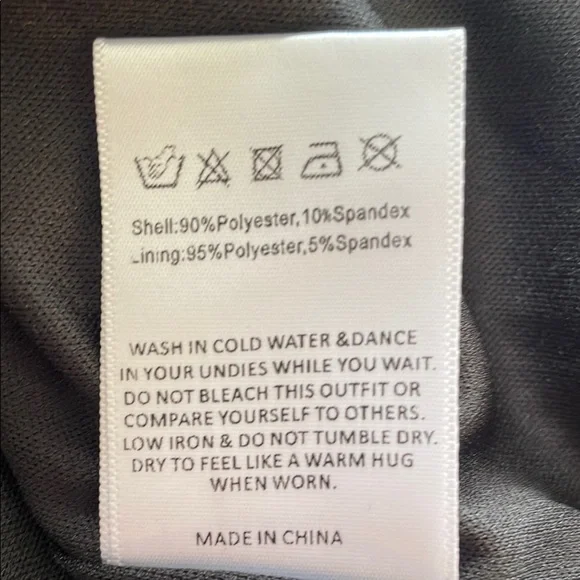 Shell:90%Polyester,10%Spandex
Lining:95%Polyester,5%Spandex
WASH IN COLD WATER &DANCE
IN YOUR UNDIES WHILE YOU WAIT.
DO NOT BLEACH THIS OUTFIT OR
COMPARE YOURSELF TO OTHERS.
LOW IRON & DO NOT TUMBLE DRY.
DRY TO FEEL LIKE A WARM HUG
WHEN WORN.
MADE IN CHINA